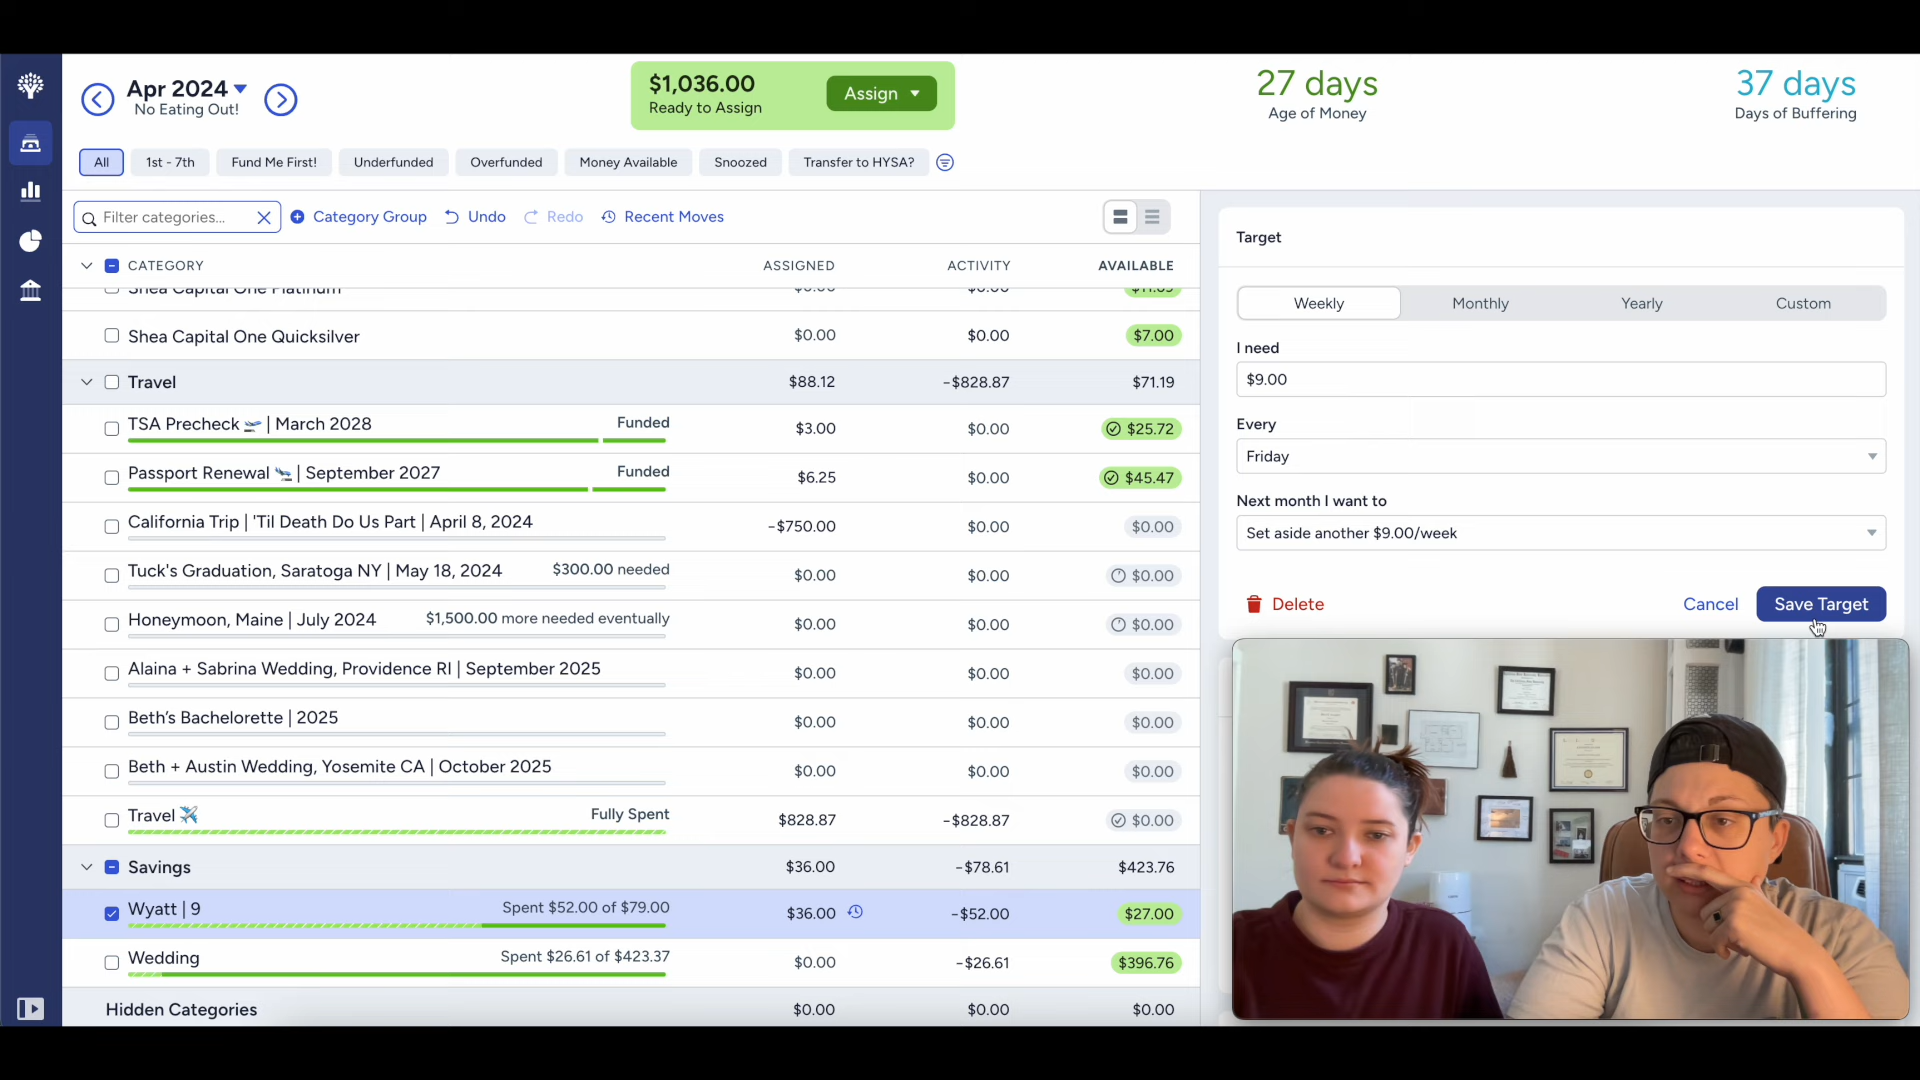 Apr 2024
No Eating Out!
$1,036.00
Ready to Assign
Assign
27 days
Age of Money
37 days
Days of Buffering
All
1st - 7th
Fund Me First!
Underfunded
Overfunded
Money Available
Snoozed
Transfer to HYSA?
Filter categories...
Category Group
Undo
Redo
Recent Moves
CATEGORY ASSIGNED ACTIVITY AVAILABLE
Shea Capital One Platinum $0.00 $0.00
Shea Capital One Quicksilver $0.00 $0.00 $7.00
Travel $88.12 -$828.87 $71.19
TSA Precheck 🛫 | March 2028 Funded $3.00 $0.00 $25.72
Passport Renewal 🛬 | September 2027 Funded $6.25 $0.00 $45.47
California Trip | 'Til Death Do Us Part | April 8, 2024 -$750.00 $0.00 $0.00
Tuck's Graduation, Saratoga NY | May 18, 2024 $300.00 needed $0.00 $0.00 $0.00
Honeymoon, Maine | July 2024 $1,500.00 more needed eventually $0.00 $0.00 $0.00
Alaina + Sabrina Wedding, Providence RI | September 2025 $0.00 $0.00 $0.00
Beth's Bachelorette | 2025 $0.00 $0.00 $0.00
Beth + Austin Wedding, Yosemite CA | October 2025 $0.00 $0.00 $0.00
Travel ✈️ Fully Spent $828.87 -$828.87 $0.00
Savings $36.00 -$78.61 $423.76
Wyatt | 9 Spent $52.00 of $79.00 $36.00 -$52.00 $27.00
Wedding Spent $26.61 of $423.37 $0.00 -$26.61 $396.76
Hidden Categories $0.00 $0.00 $0.00
Target
Weekly Monthly Yearly Custom
I need
$9.00
Every
Friday
Next month I want to
Set aside another $9.00/week
Delete
Cancel
Save Target